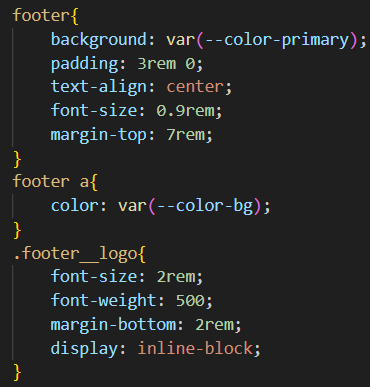 footer{
background: var(--color-primary);
padding: 3rem 0;
text-align: center;
font-size: 0.9rem;
margin-top: 7rem;
}
footer a{
color: var(--color-bg);
}
.footer__logo{
font-size: 2rem;
font-weight: 500;
margin-bottom: 2rem;
display: inline-block;
}